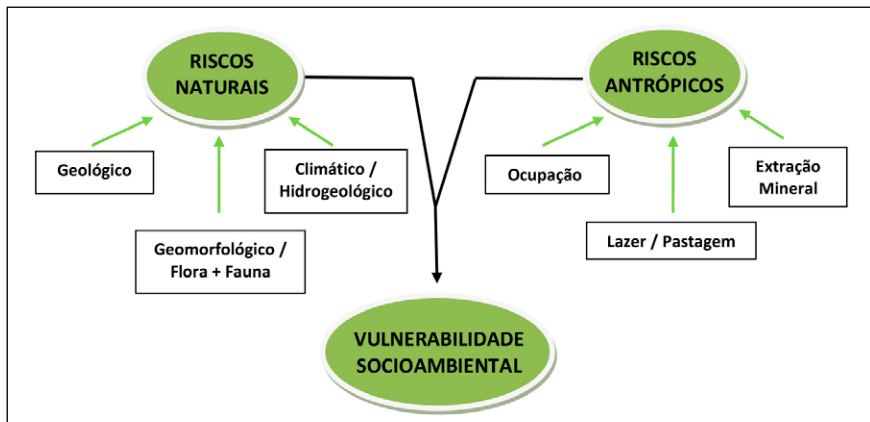 RISCOS
NATURAIS
Geológico
Climático /
Hidrogeológico
Geomorfológico /
Flora + Fauna
RISCOS
ANTRÓPICOS
Ocupação
Extração
Mineral
Lazer / Pastagem
VULNERABILIDADE
SOCIOAMBIENTAL